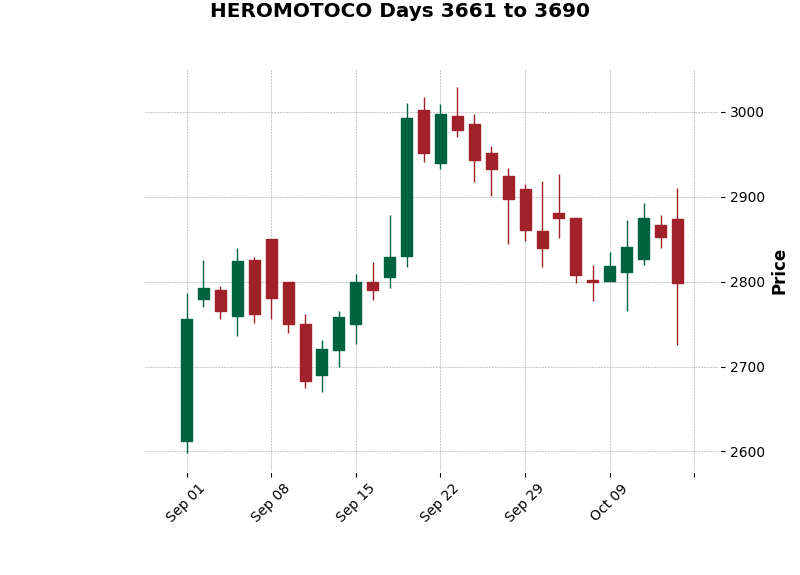 HEROMOTOCO Days 3661 to 3690
3000
2900
2800
2700
2600
Price
Sep 01
Sep 08
Sep 15
Sep 22
Sep 29
Oct 09